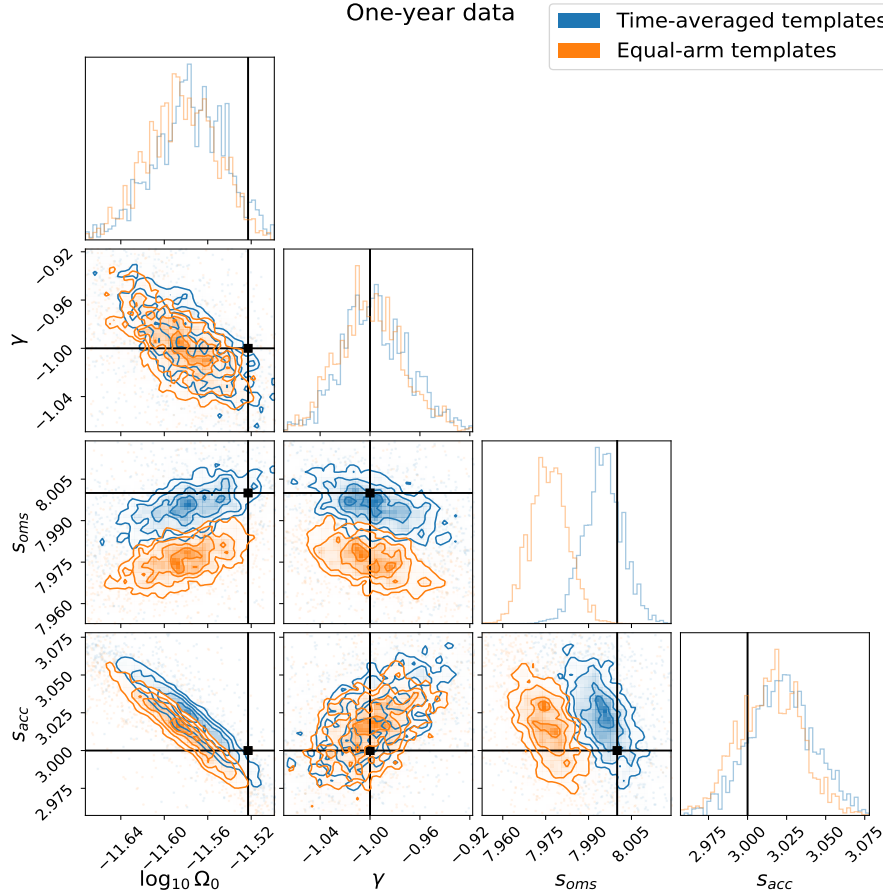 One-year data
Time-averaged templates
Equal-arm templates
−0.92
−0.96
−1.00
−1.04
γ
8.005
7.990
7.975
7.960
s_oms
3.075
3.050
3.025
3.000
2.975
s_acc
−11.64 −11.60 −11.56 −11.52
−1.04 −1.00 −0.96 −0.92
7.960 7.975 7.990 8.005
2.975 3.000 3.025 3.050 3.075
log₁₀ Ω₀ γ s_oms s_acc